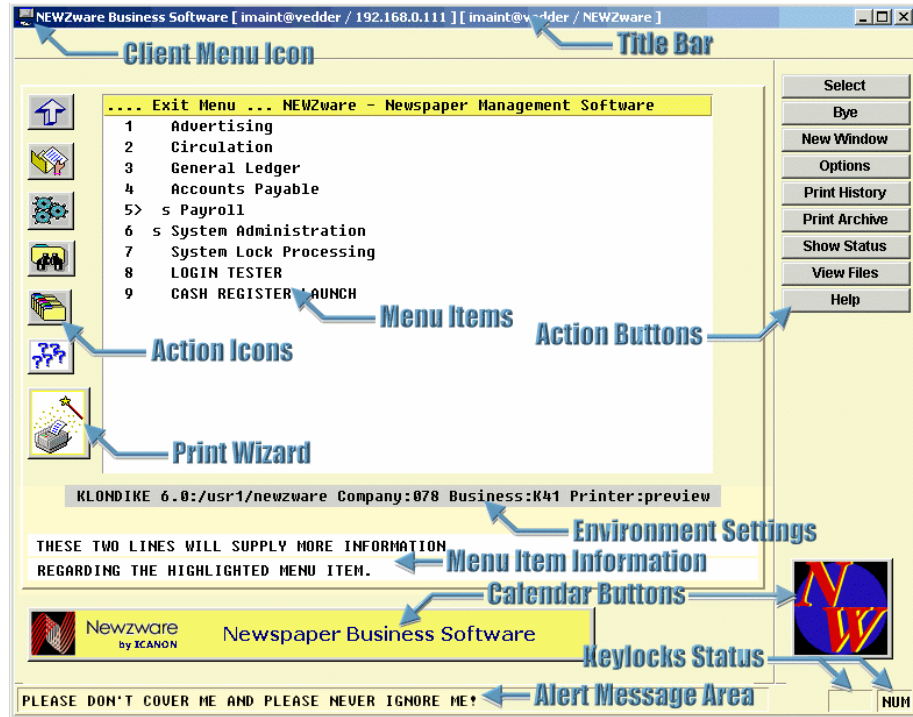 NEWZware Business Software [ imaint@vedder / 192.168.0.111 ] [ imaint@vedder / NEWZware ]
Client Menu Icon
Title Bar
.... Exit Menu ... NEWZware - Newspaper Management Software
1 Advertising
2 Circulation
3 General Ledger
4 Accounts Payable
5> s Payroll
6 s System Administration
7 System Lock Processing
8 LOGIN TESTER
9 CASH REGISTER LAUNCH
Select
Bye
New Window
Options
Print History
Print Archive
Show Status
View Files
Help
Menu Items
Action Buttons
Action Icons
???
Print Wizard
KLONDIKE 6.0:/usr1/newzware Company:078 Business:K41 Printer:preview
Environment Settings
THESE TWO LINES WILL SUPPLY MORE INFORMATION
REGARDING THE HIGHLIGHTED MENU ITEM.
Menu Item Information
Calendar Buttons
Newzware
by ICANON
Newspaper Business Software
NW
Keylocks Status
PLEASE DON'T COVER ME AND PLEASE NEVER IGNORE ME!
Alert Message Area
NUM